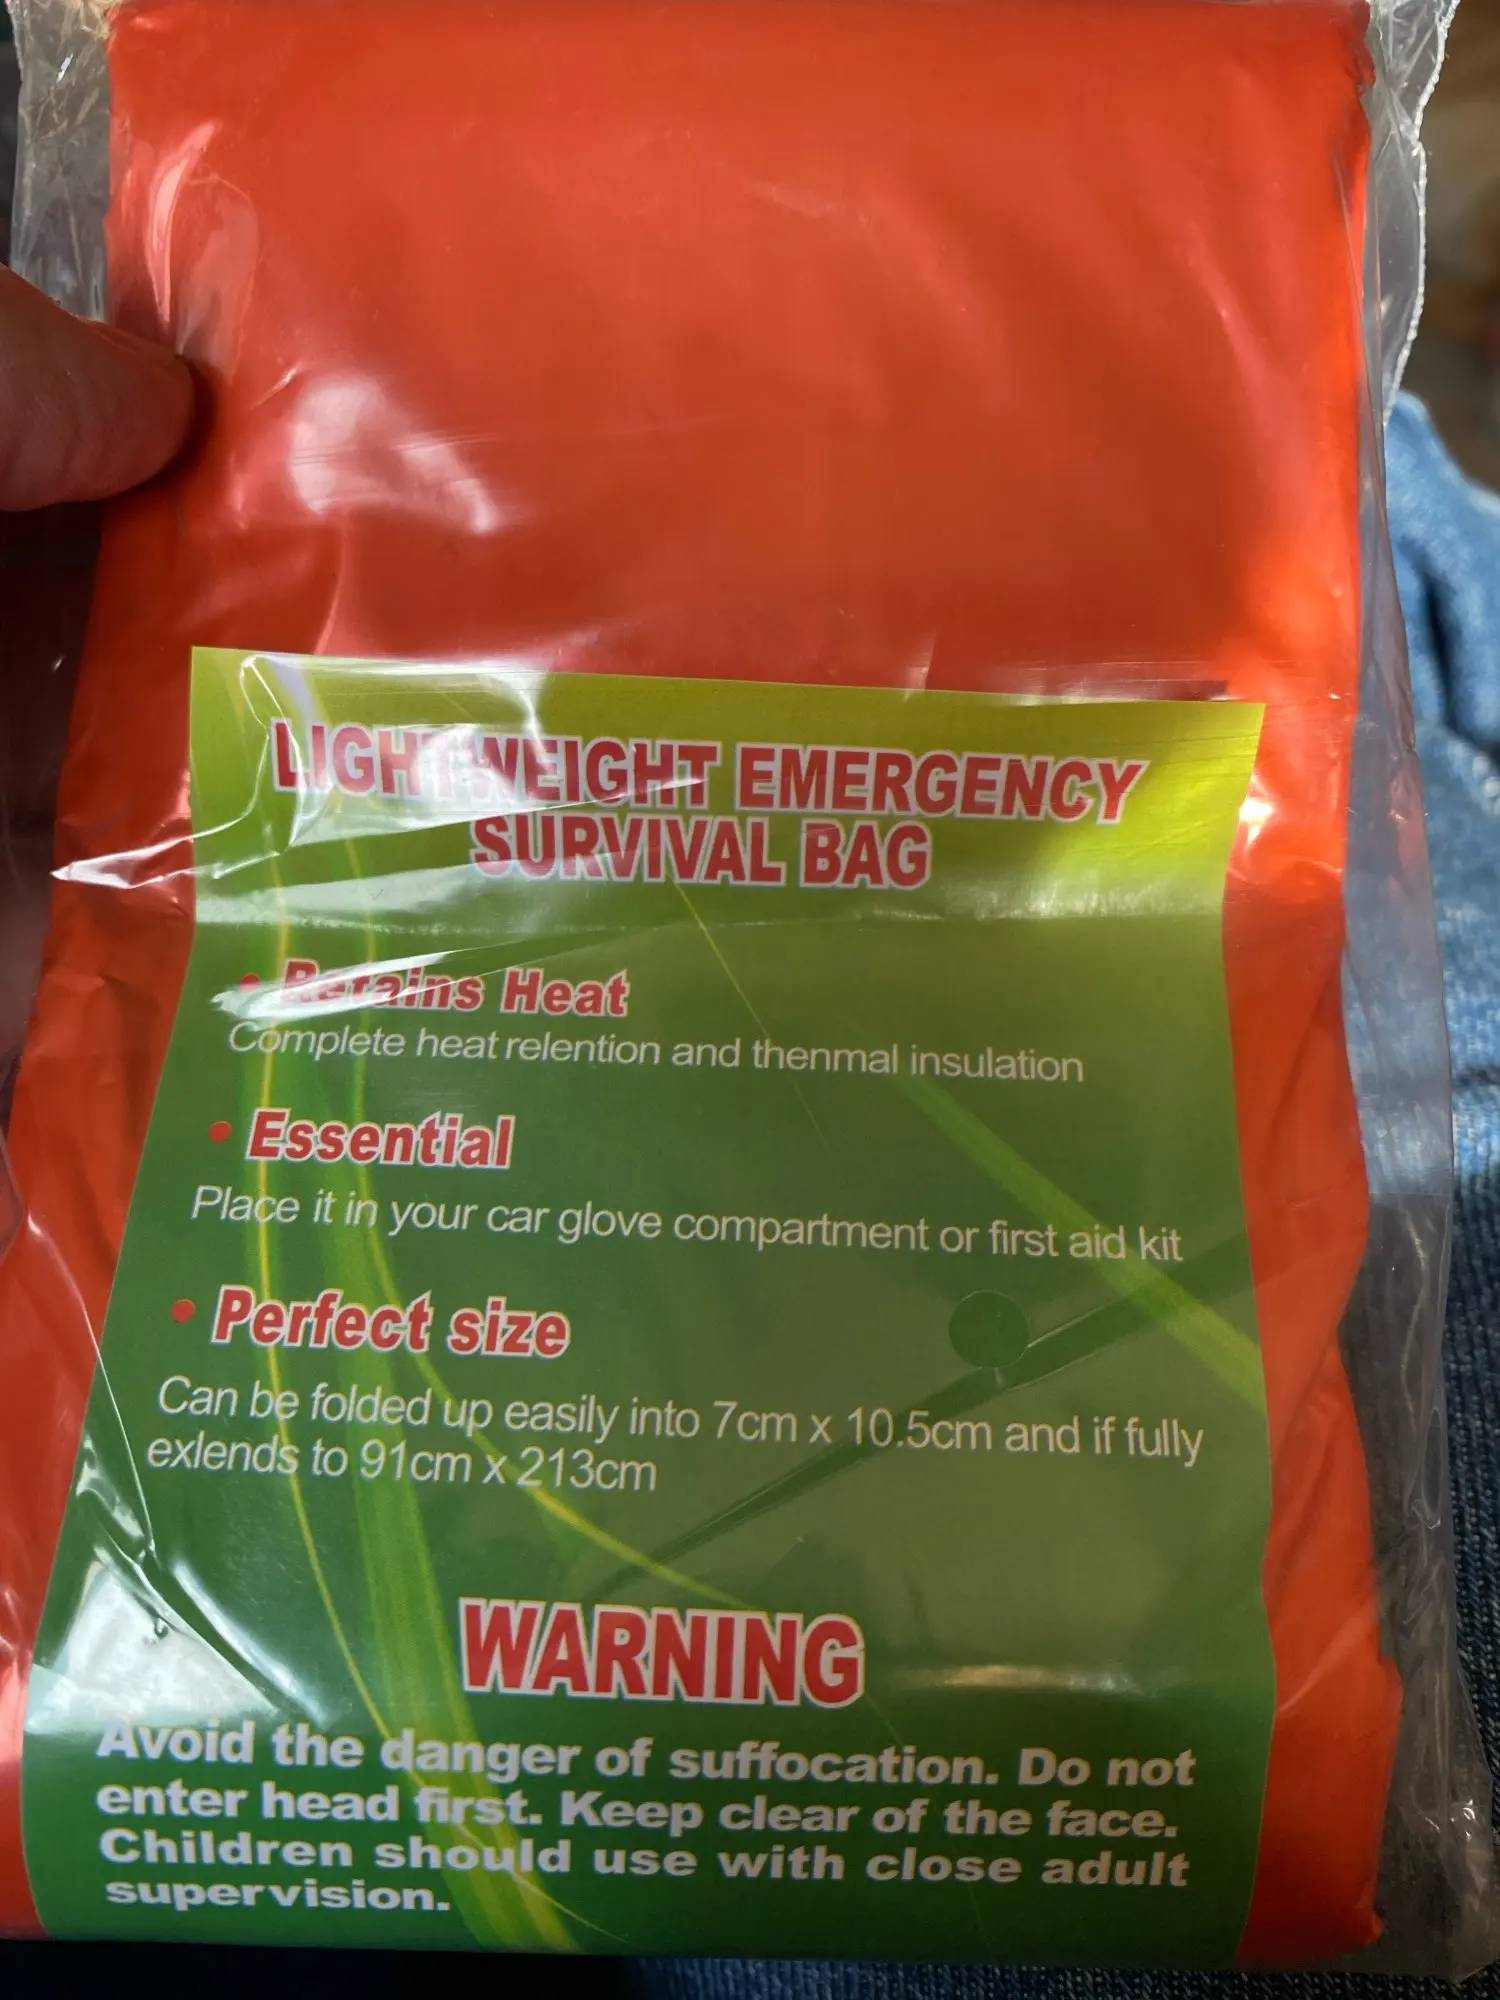 LIGHTWEIGHT EMERGENCY
SURVIVAL BAG
• Retains Heat
Complete heat relention and thenmal insulation
• Essential
Place it in your car glove compartment or first aid kit
• Perfect size
Can be folded up easily into 7cm x 10.5cm and if fully
exlends to 91cm x 213cm
WARNING
Avoid the danger of suffocation. Do not
enter head first. Keep clear of the face.
Children should use with close adult
supervision.